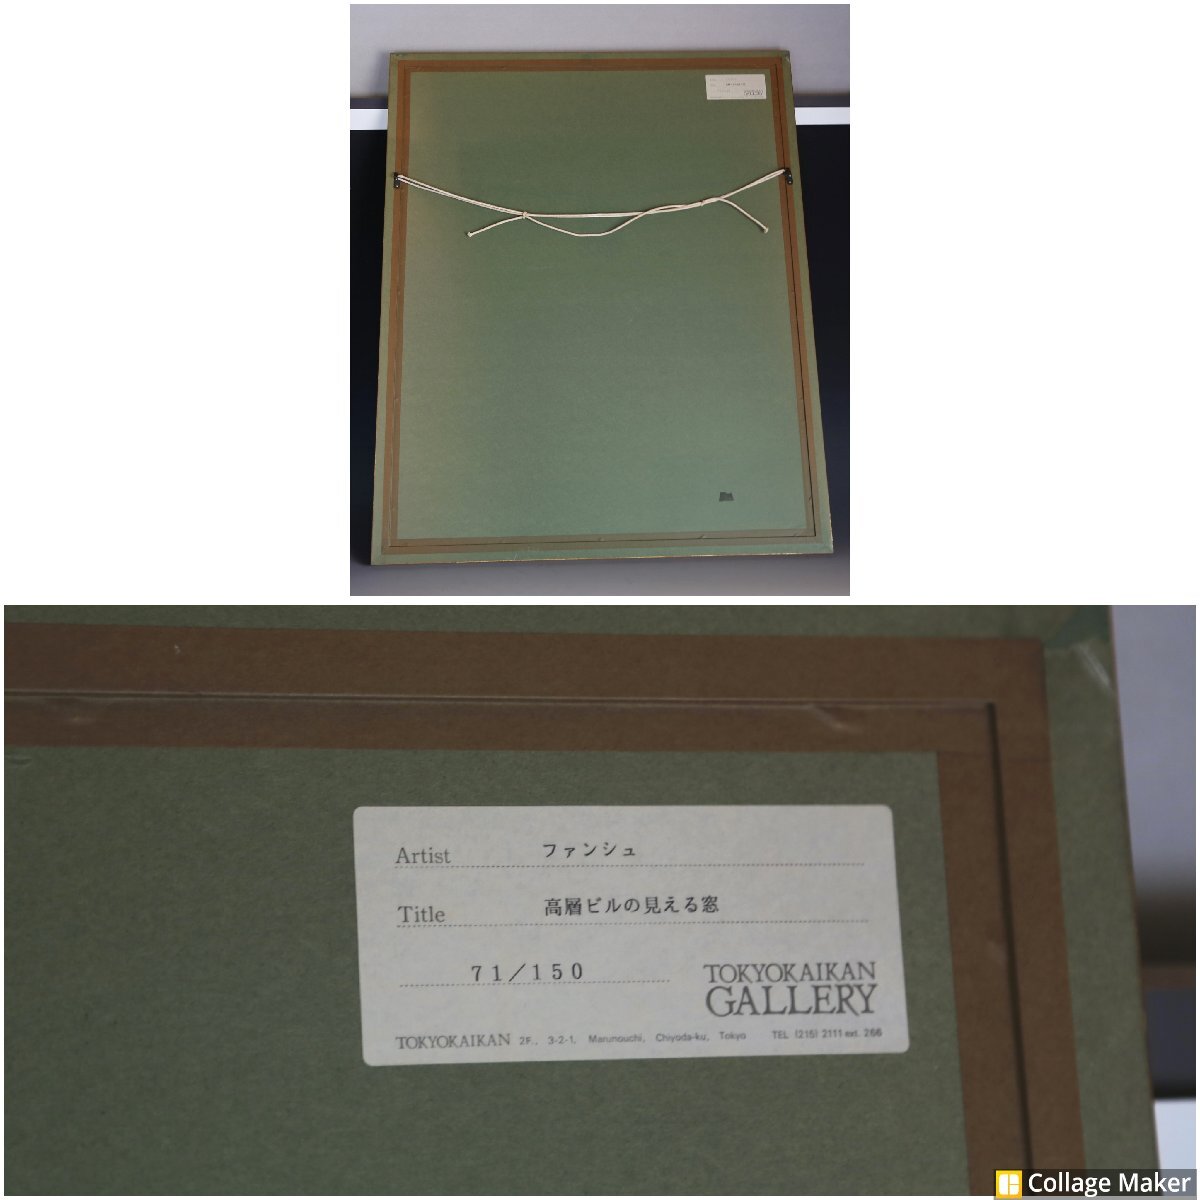 Artist ファンシュ
Title 高層ビルの見える窓
71/150
TOKYOKAIKAN
GALLERY
TOKYOKAIKAN 2F., 3-2-1, Marunouchi, Chiyoda-ku, Tokyo TEL (215) 2111 ext. 266
Collage Maker